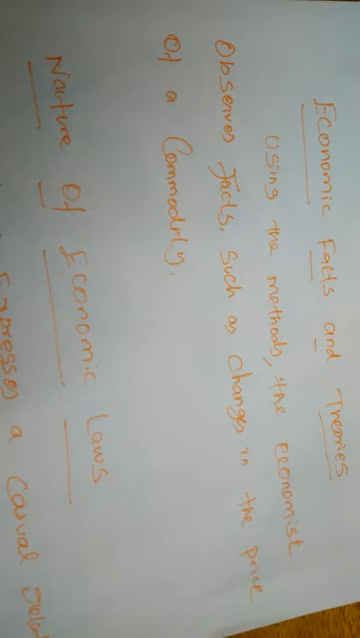 Economic Facts and Theories
Using the methods, the economist
Observes facts, such as changes in the price
Of a Commodity.
Nature Of Economic Laws
Expresses a Casual